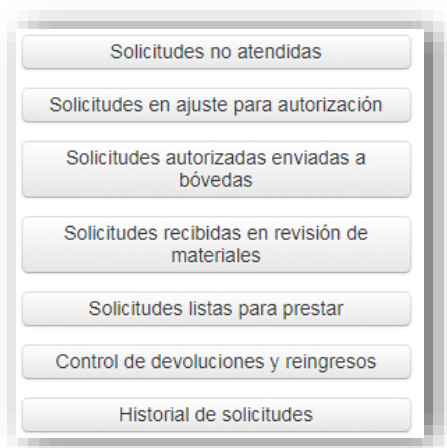 Solicitudes no atendidas
Solicitudes en ajuste para autorización
Solicitudes autorizadas enviadas a
bóvedas
Solicitudes recibidas en revisión de
materiales
Solicitudes listas para prestar
Control de devoluciones y reingresos
Historial de solicitudes